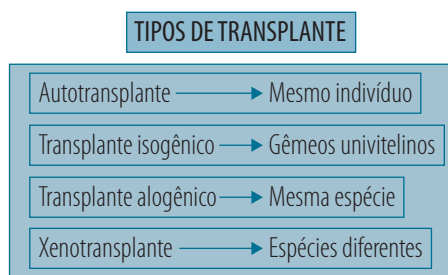 TIPOS DE TRANSPLANTE
Autotransplante → Mesmo indivíduo
Transplante isogênico → Gêmeos univitelinos
Transplante alogênico → Mesma espécie
Xenotransplante → Espécies diferentes